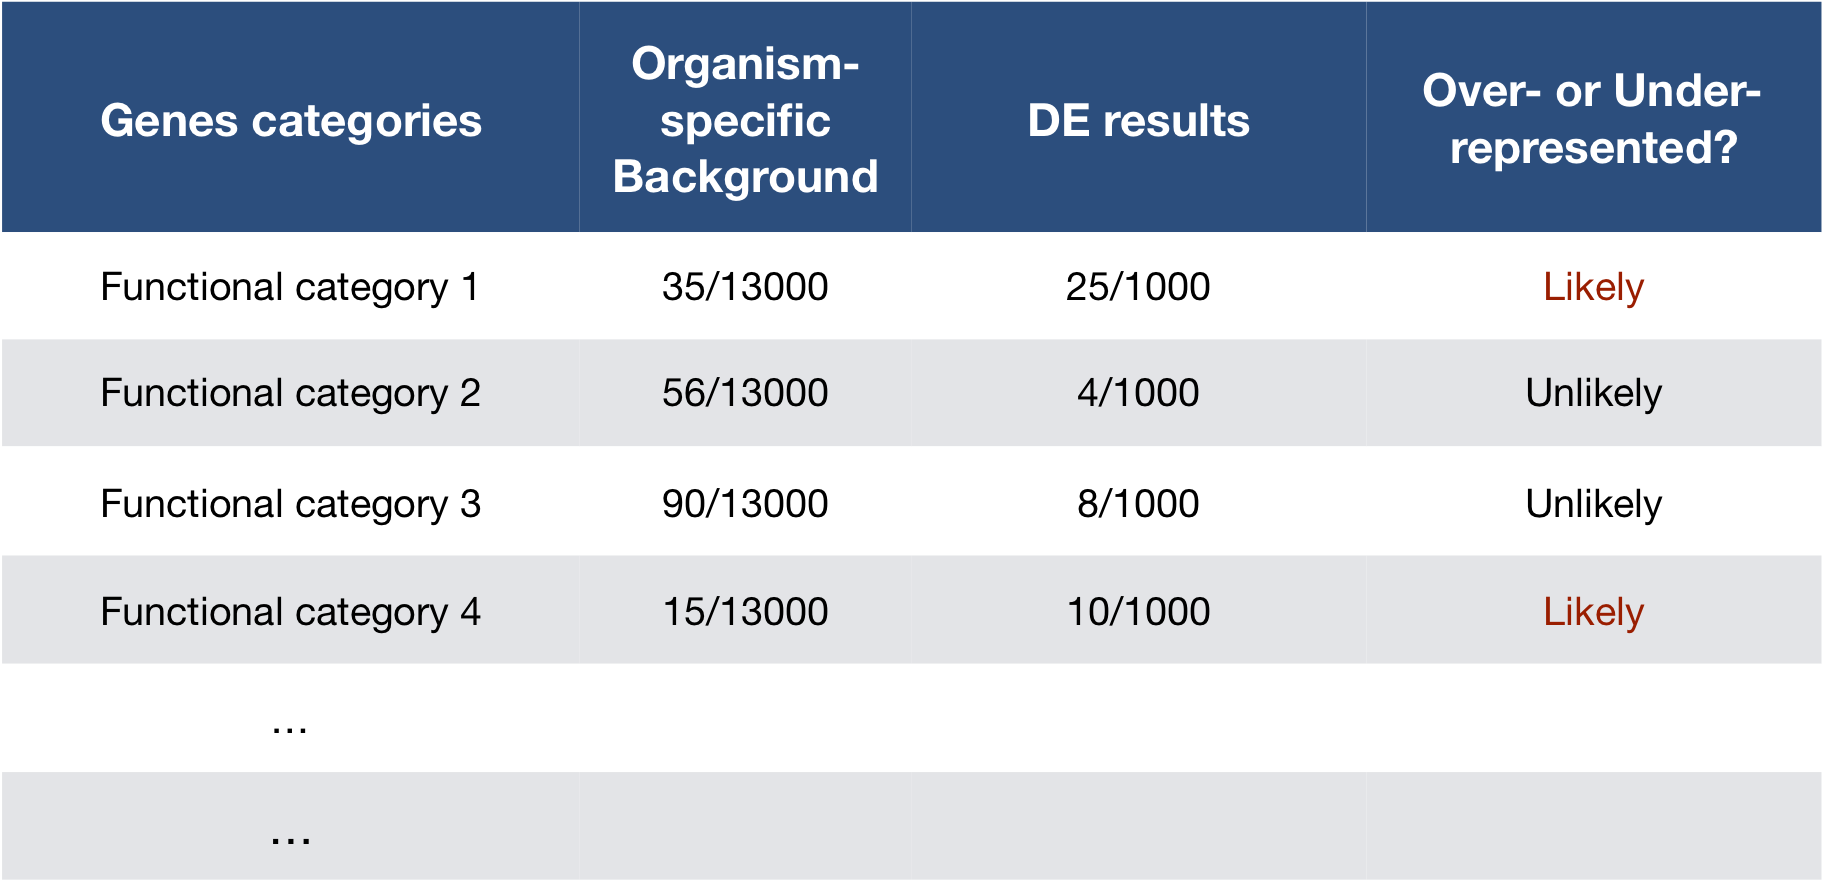 Genes categories
Organism-
specific
Background
DE results
Over- or Under-
represented?
Functional category 1 35/13000 25/1000 Likely
Functional category 2 56/13000 4/1000 Unlikely
Functional category 3 90/13000 8/1000 Unlikely
Functional category 4 15/13000 10/1000 Likely
...
...